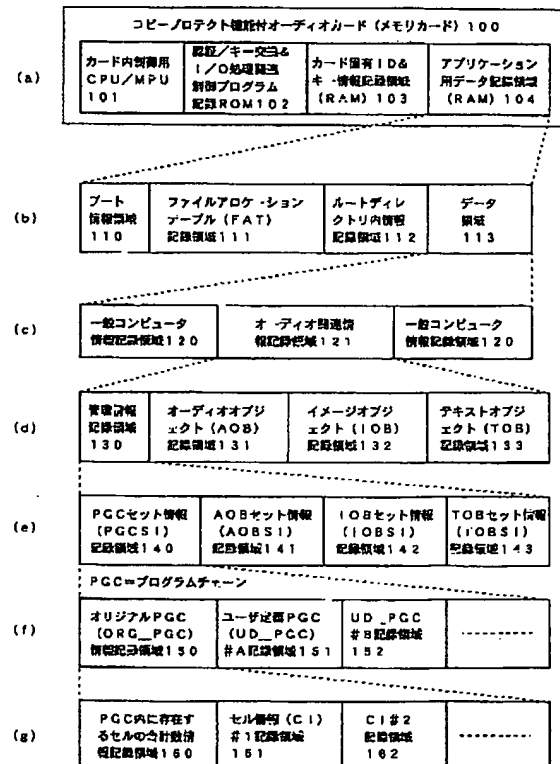 コピープロテクト機能付オーディオカード(メモリカード)100
(a)
カード内制御用
CPU/MPU
101
認証/キー交換&
I/O処理関連
制御プログラム
記録ROM102
カード固有ID&
キー情報記録領域
(RAM)103
アプリケーション
用データ記録領域
(RAM)104
(b)
ブート
情報領域
110
ファイルアロケーション
テーブル(FAT)
記録領域111
ルートディレ
クトリ内情報
記録領域112
データ
領域
113
(c)
一般コンピュータ
情報記録領域120
オーディオ関連情
報記録領域121
一般コンピュータ
情報記録領域120
(d)
管理情報
記録領域
130
オーディオオブジ
ェクト(AOB)
記録領域131
イメージオブジ
ェクト(IOB)
記録領域132
テキストオブジ
ェクト(TOB)
記録領域133
(e)
PGCセット情報
(PGCSI)
記録領域140
AOBセット情報
(AOBSI)
記録領域141
IOBセット情報
(IOBSI)
記録領域142
TOBセット情報
(TOBSI)
記録領域143
PGC=プログラムチェーン
(f)
オリジナルPGC
(ORG__PGC)
情報記録領域150
ユーザ定義PGC
(UD__PGC)
#A記録領域151
UD_PGC
#B記録領域
152
(g)
PGC内に存在す
るセルの合計数情
報記録領域160
セル情報(CI)
#1記録領域
161
CI#2
記録領域
162